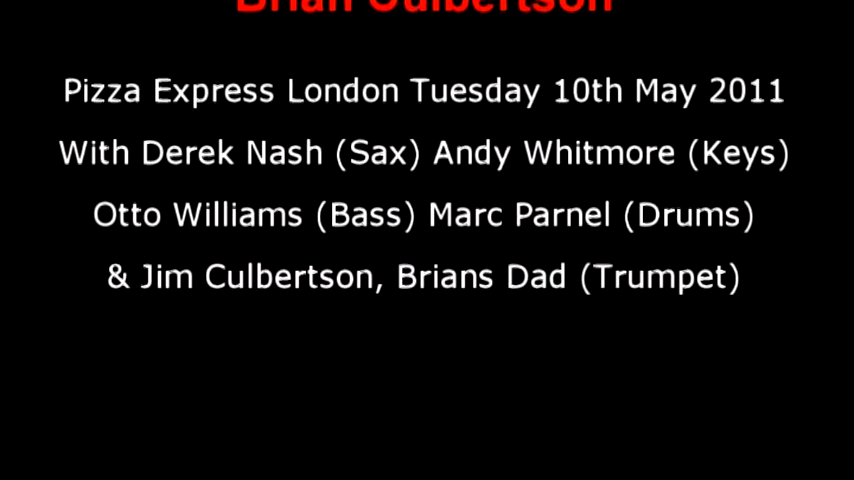 Brian Culbertson
Pizza Express London Tuesday 10th May 2011
With Derek Nash (Sax) Andy Whitmore (Keys)
Otto Williams (Bass) Marc Parnel (Drums)
& Jim Culbertson, Brians Dad (Trumpet)